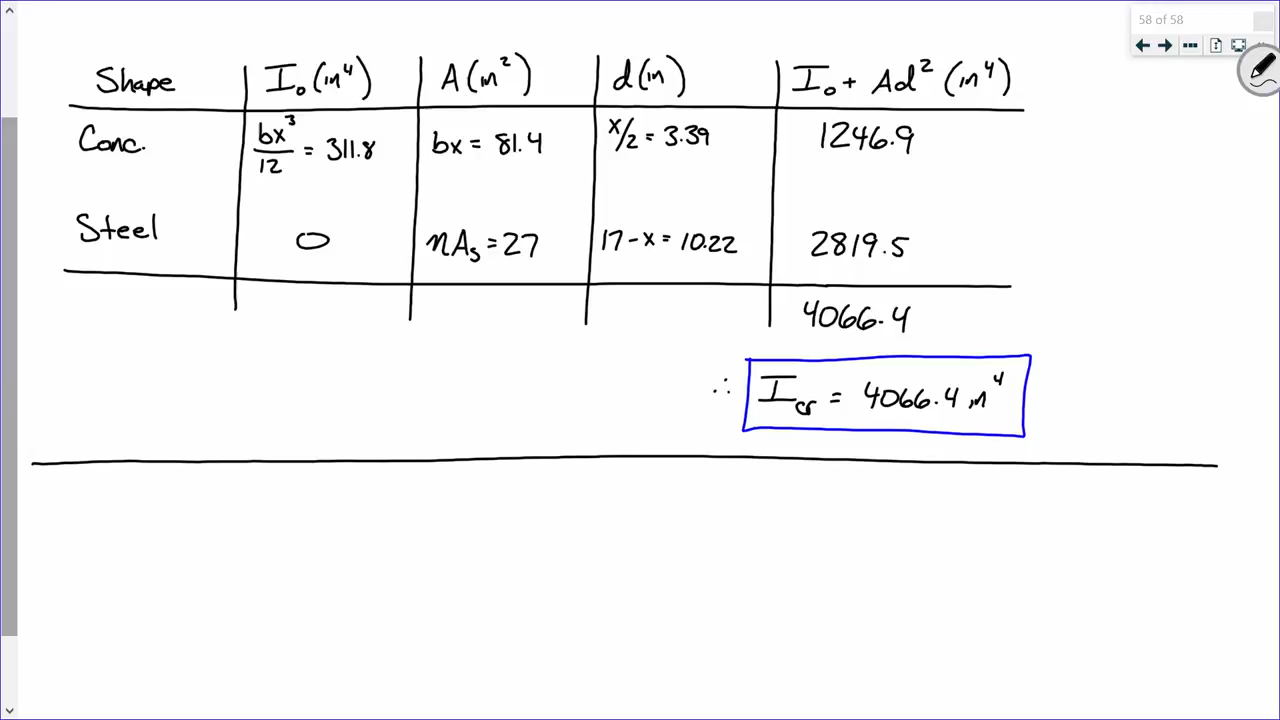 58 of 58
Shape I₀ (in⁴) A (in²) d (in) I₀ + Ad² (in⁴)
Conc. bx³/12 = 311.8 bx = 81.4 x/2 = 3.39 1246.9
Steel 0 nAₛ = 27 17 - x = 10.22 2819.5
4066.4
∴ I_cr = 4066.4 in⁴